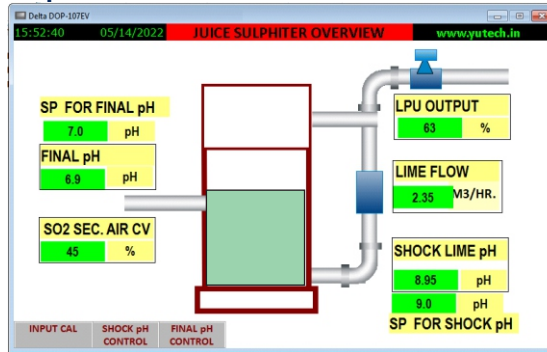 Delta DOP-107EV
15:52:40 05/14/2022 JUICE SULPHITER OVERVIEW www.yutech.in
SP FOR FINAL pH
7.0 pH
FINAL pH
6.9 pH
SO2 SEC. AIR CV
45 %
LPU OUTPUT
63 %
LIME FLOW
2.35 M3/HR.
SHOCK LIME pH
8.95 pH
9.0 pH
SP FOR SHOCK pH
INPUT CAL SHOCK pH FINAL pH
CONTROL CONTROL